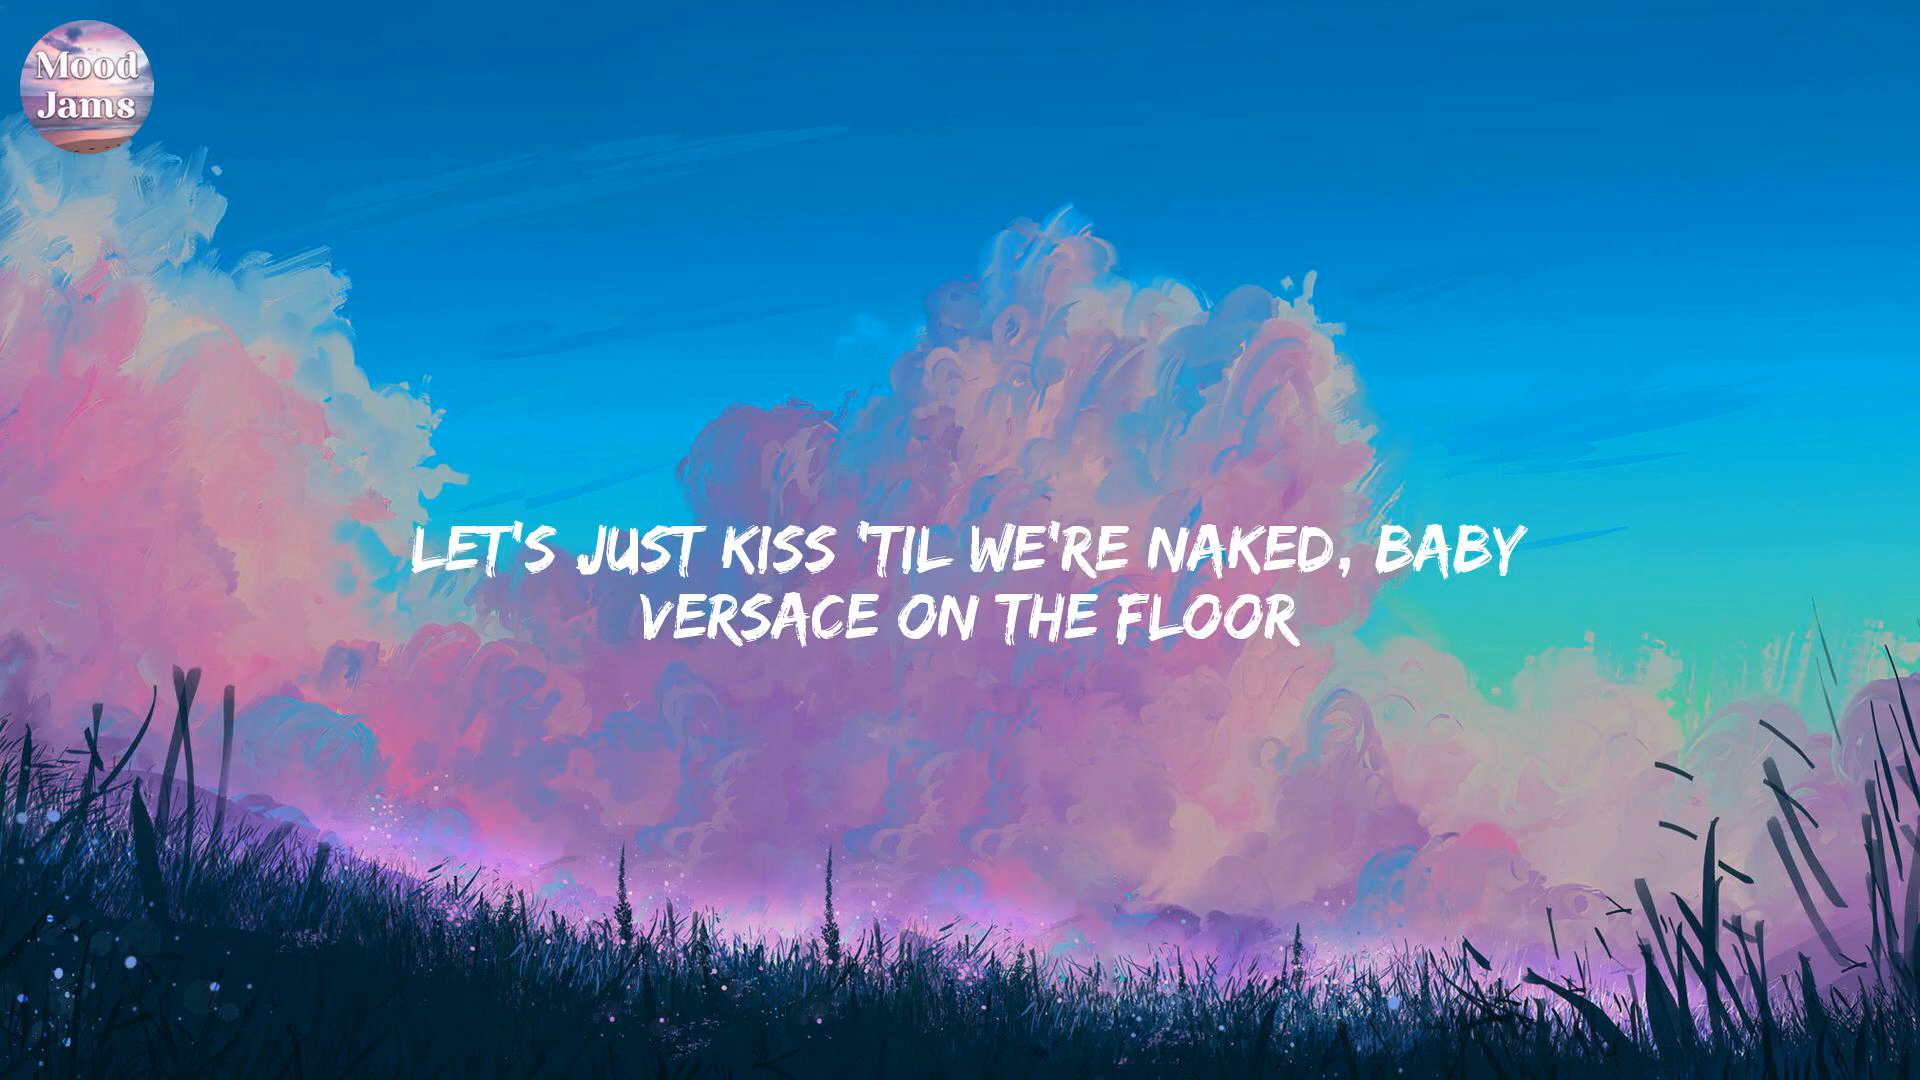 Mood
Jams
LET'S JUST KISS 'TIL WE'RE NAKED, BABY
VERSACE ON THE FLOOR